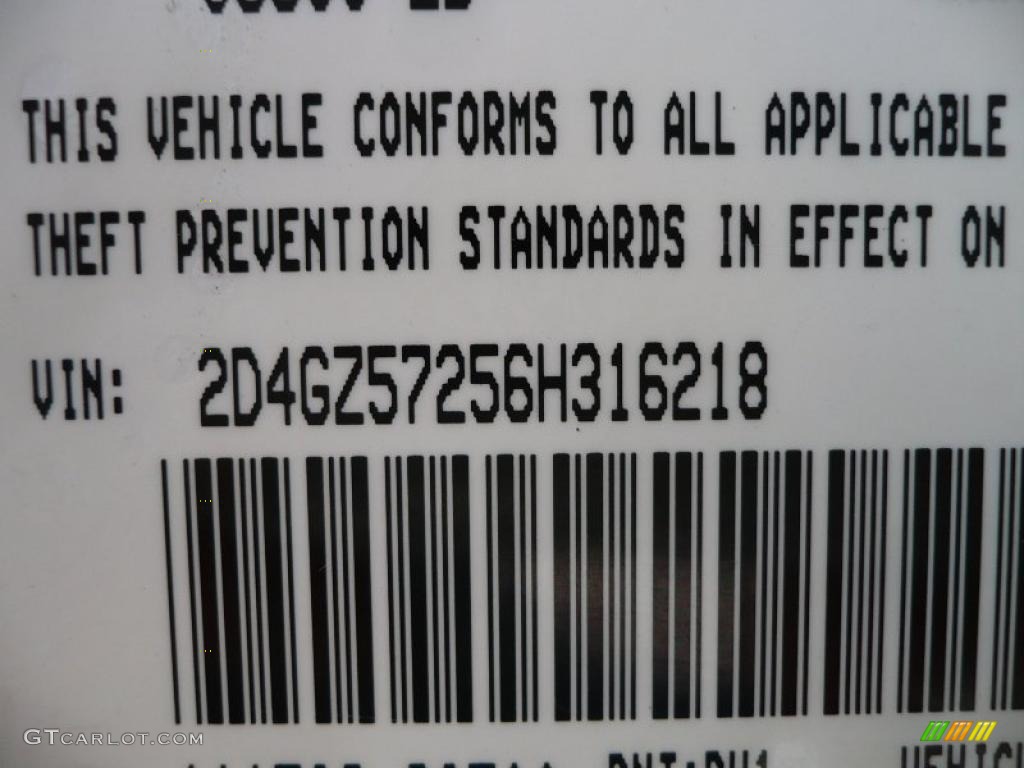 THIS VEHICLE CONFORMS TO ALL APPLICABLE
THEFT PREVENTION STANDARDS IN EFFECT ON
VIN: 2D4GZ57256H316218
GTCARLOT.COM